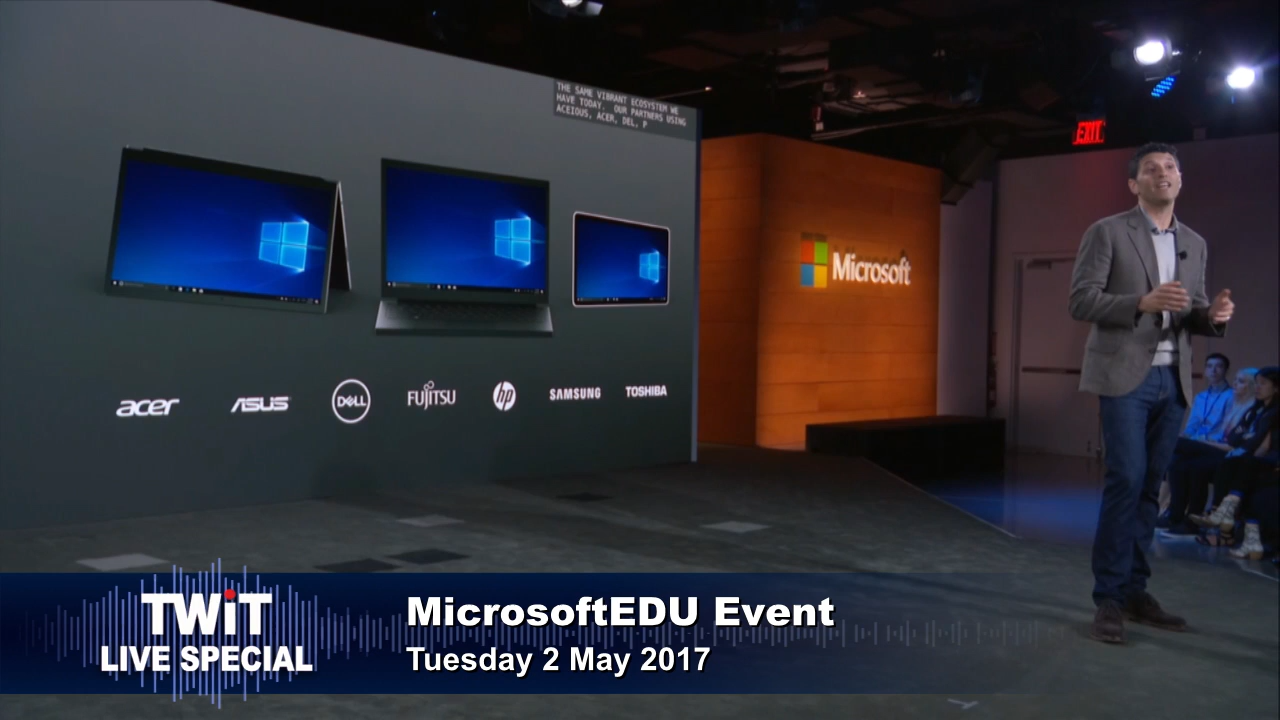 THE SAME VIBRANT ECOSYSTEM WE
HAVE TODAY. OUR PARTNERS USING
ACEIOUS, ACER, DEL, P
EXIT
Microsoft
acer
ASUS
DELL
FUJITSU
hp
SAMSUNG
TOSHIBA
TWiT
LIVE SPECIAL
MicrosoftEDU Event
Tuesday 2 May 2017